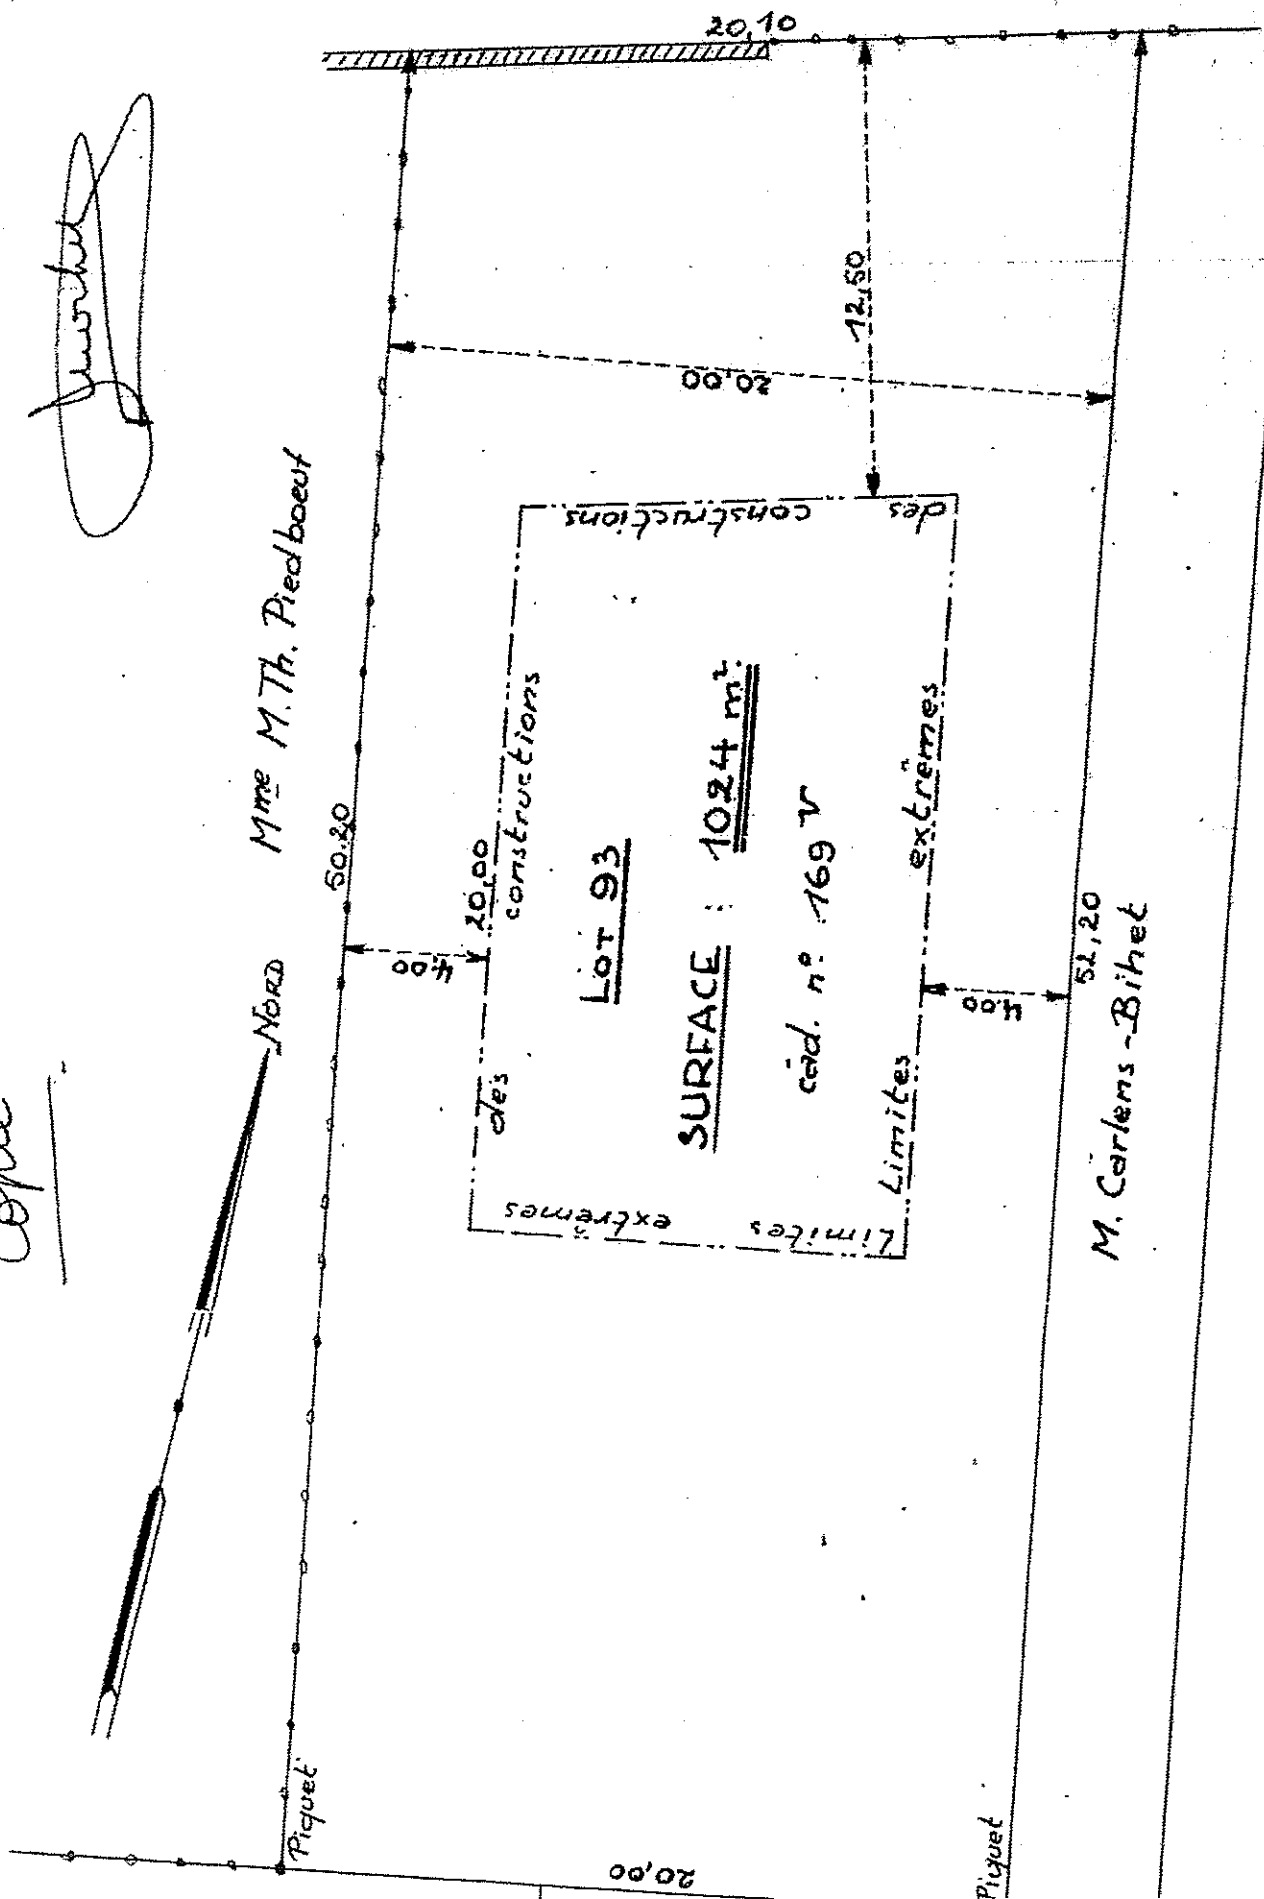 Copie
NORD
Mme M. Th. Piedboeuf
20,10
50.20
Piquet
20,00
Piquet
4,00
20,00
des constructions
LOT 93
SURFACE : 1024 m².
cad. nº 169 v
Limites extrêmes
des constructions
Limites extrêmes
4.00
12,50
20,00
52,20
M. Carlens-Bihet